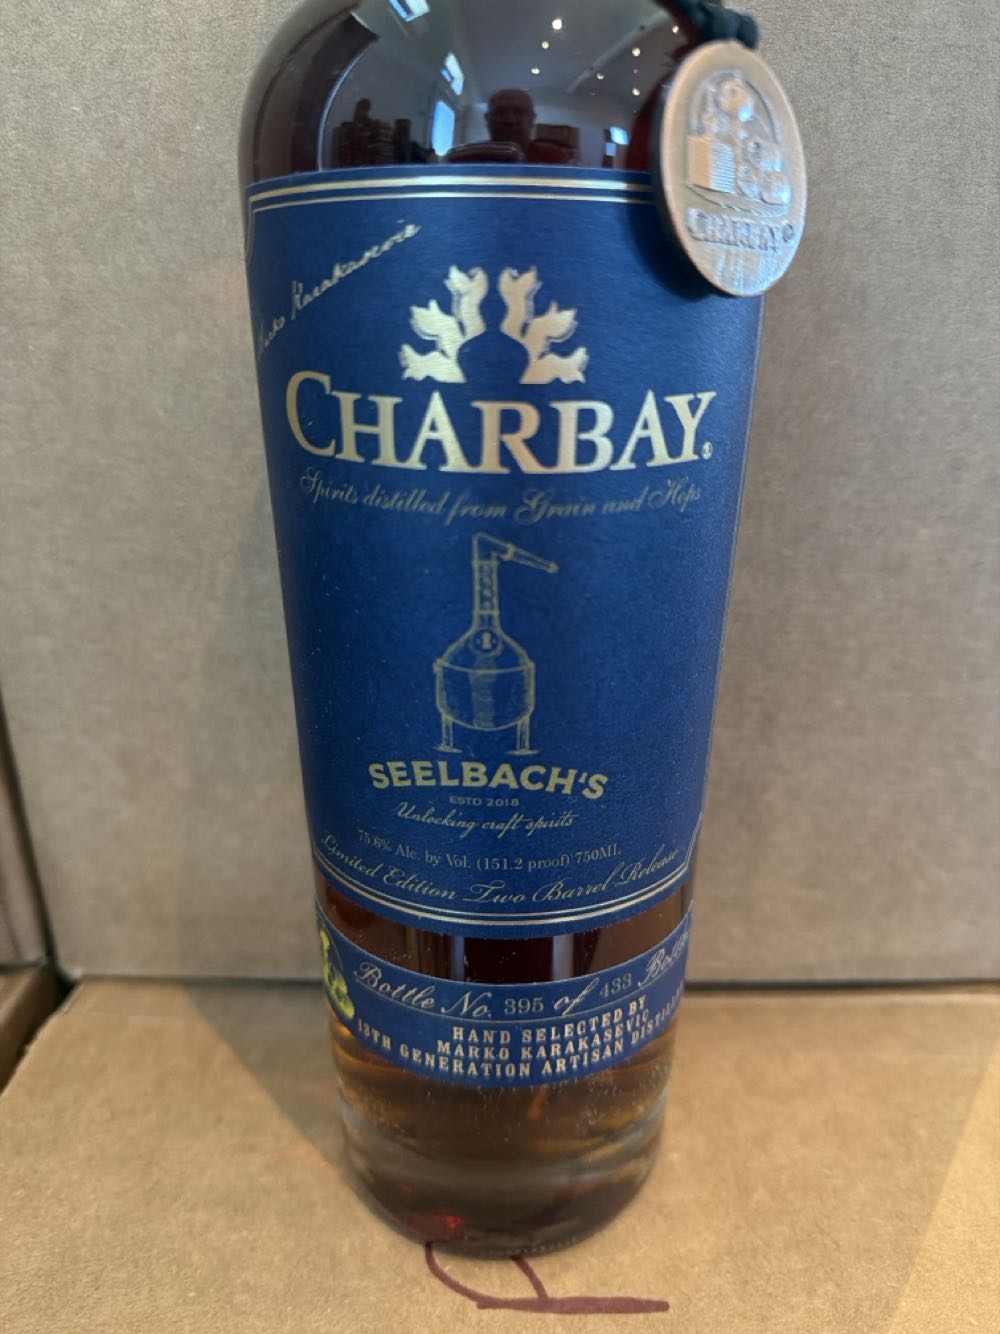 Marko Karakasevic
CHARBAY®
CHARBAY®
Spirits distilled from Grain and Hops
SEELBACH'S
ESTD 2018
Unlocking craft spirits
75.6% Alc. by Vol. (151.2 proof) 750ML
Limited Edition Two Barrel Release
Bottle No. 395 of 433
HAND SELECTED BY
MARKO KARAKASEVIC
13TH GENERATION ARTISAN